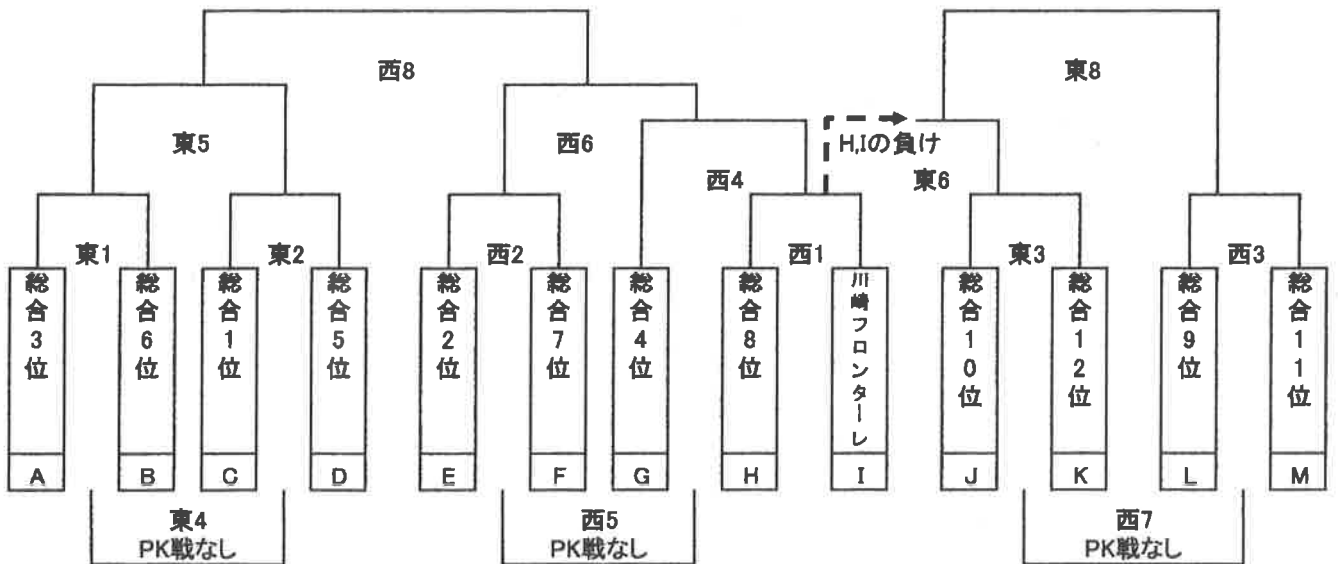 西8
東8
東5
西6
H,Iの負け
西4
東6
東1
東2
西2
西1
東3
西3
総合3位
総合6位
総合1位
総合5位
総合2位
総合7位
総合4位
総合8位
川崎フロンターレ
総合10位
総合12位
総合9位
総合11位
A
B
C
D
E
F
G
H
I
J
K
L
M
東4
PK戦なし
西5
PK戦なし
西7
PK戦なし